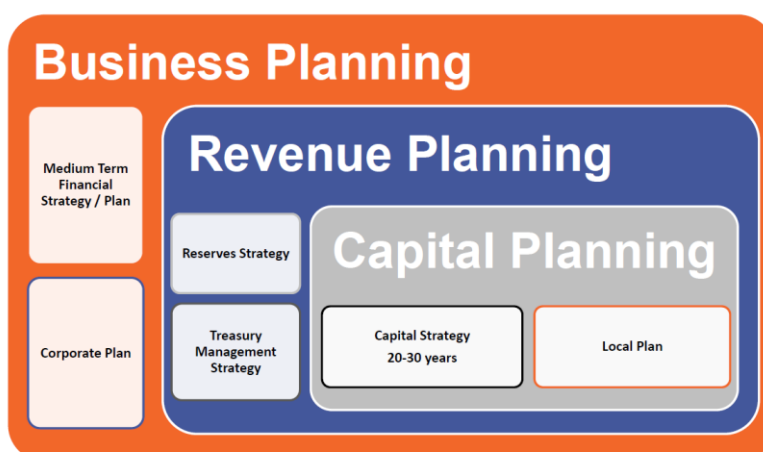 Business Planning
Medium Term
Financial
Strategy / Plan
Corporate Plan
Revenue Planning
Reserves Strategy
Treasury
Management
Strategy
Capital Planning
Capital Strategy
20-30 years
Local Plan